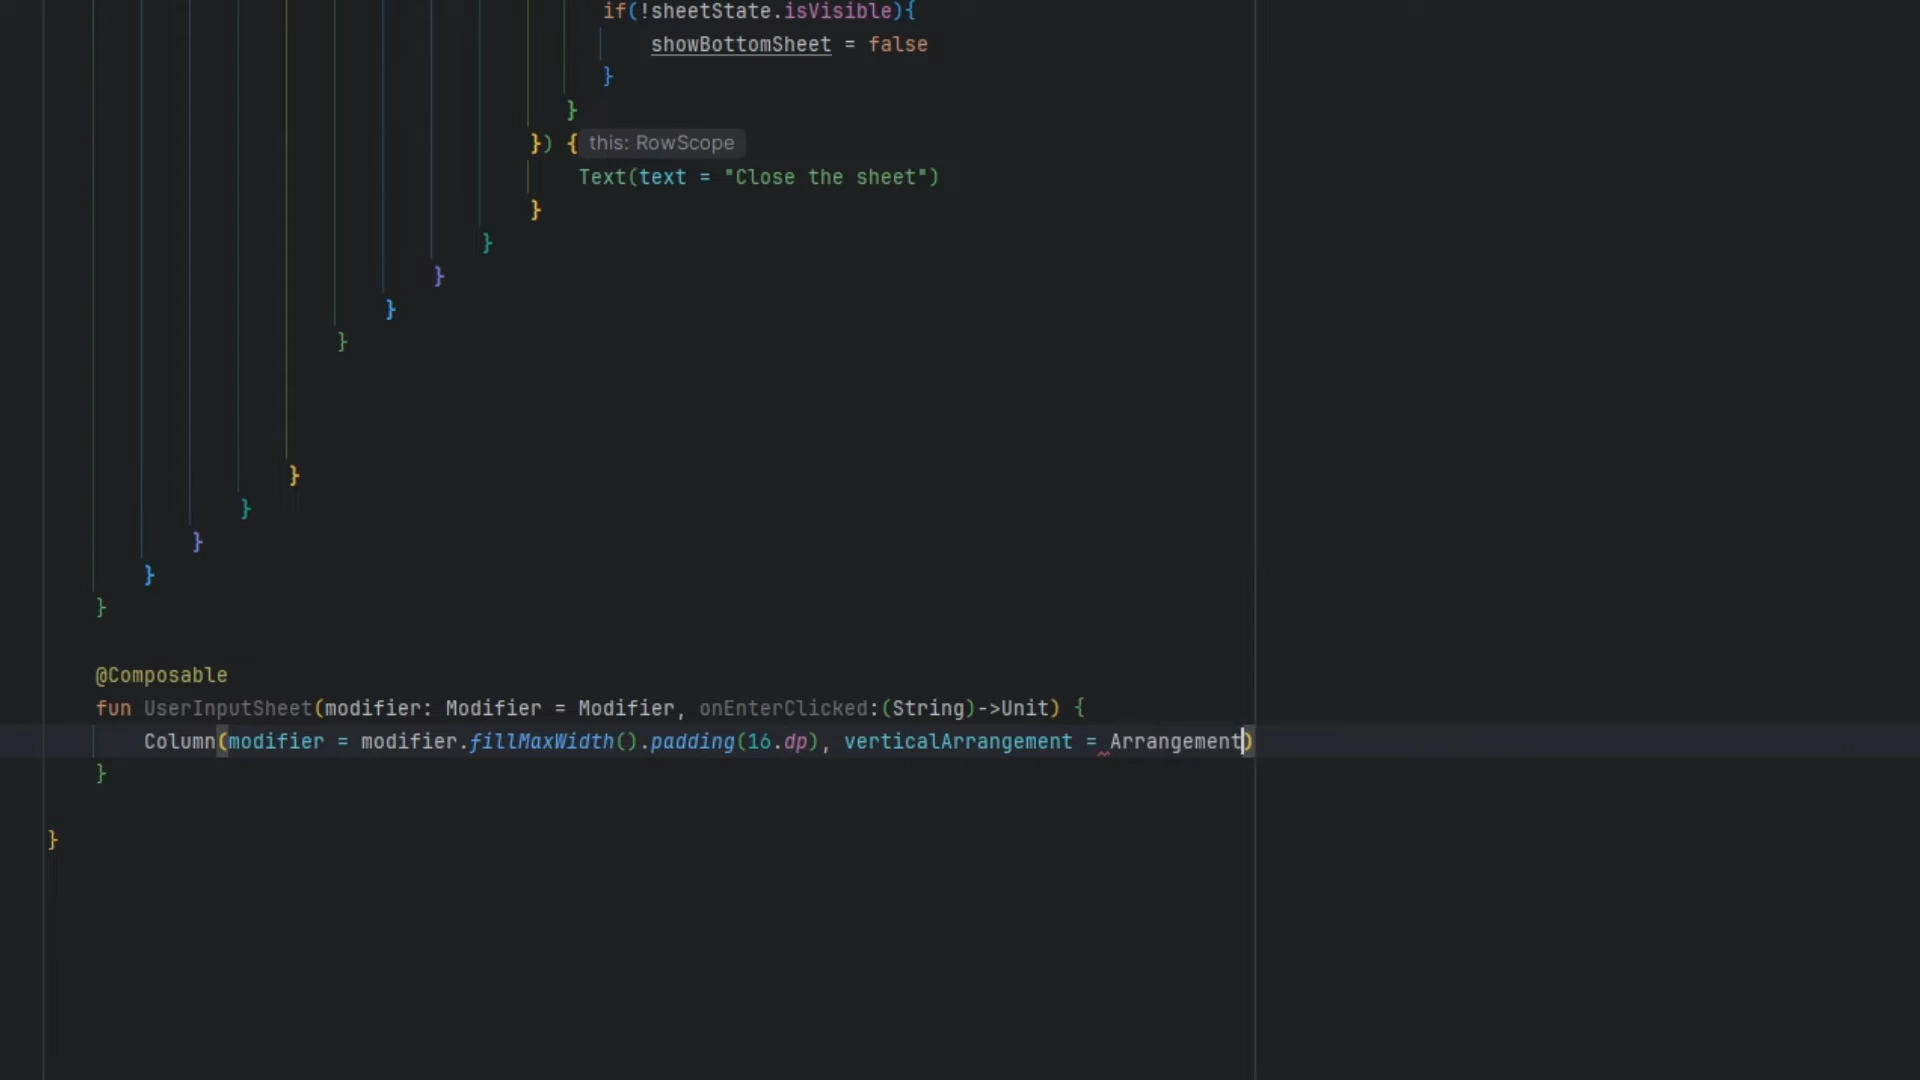 if(!sheetState.isVisible){
showBottomSheet = false
}
}
}) { this: RowScope
Text(text = "Close the sheet")
}
}
}
}
}
}
}
}
}
}
@Composable
fun UserInputSheet(modifier: Modifier = Modifier, onEnterClicked:(String)->Unit) {
Column(modifier = modifier.fillMaxWidth().padding(16.dp), verticalArrangement = Arrangement)
}
}